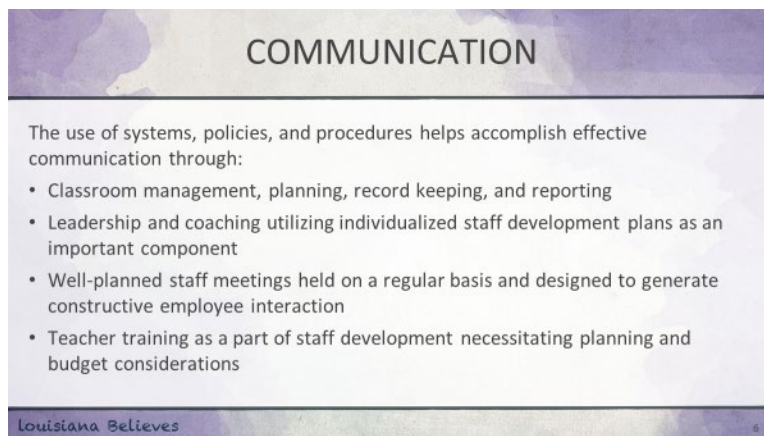 COMMUNICATION
The use of systems, policies, and procedures helps accomplish effective
communication through:
• Classroom management, planning, record keeping, and reporting
• Leadership and coaching utilizing individualized staff development plans as an
important component
• Well-planned staff meetings held on a regular basis and designed to generate
constructive employee interaction
• Teacher training as a part of staff development necessitating planning and
budget considerations
Louisiana Believes
6